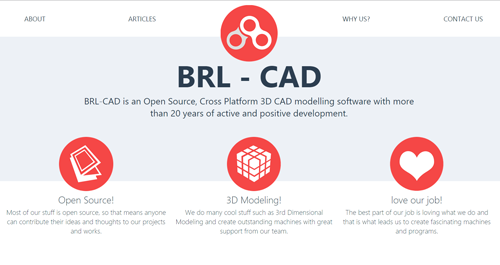 ABOUT ARTICLES WHY US? CONTACT US
BRL - CAD
BRL-CAD is an Open Source, Cross Platform 3D CAD modelling software with more
than 20 years of active and positive development.
Open Source! 3D Modeling! love our job!
Most of our stuff is open source, so that means anyone
can contribute their ideas and thoughts to our projects
and works.
We do many cool stuff such as 3rd Dimensional
Modeling and create outstanding machines with great
support from our team.
The best part of our job is loving what we do and
that is what leads us to create fascinating machines
and programs.